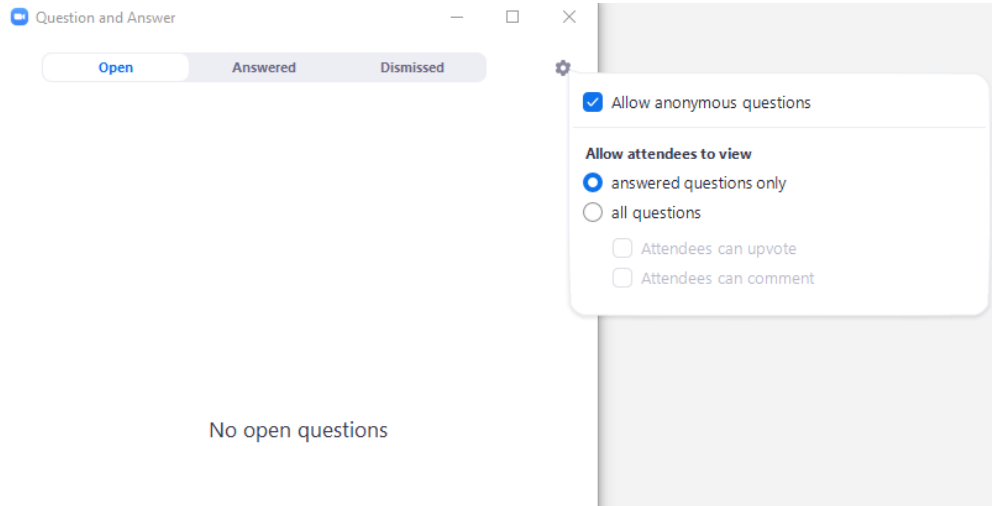 Question and Answer
Open Answered Dismissed
Allow anonymous questions
Allow attendees to view
answered questions only
all questions
Attendees can upvote
Attendees can comment
No open questions